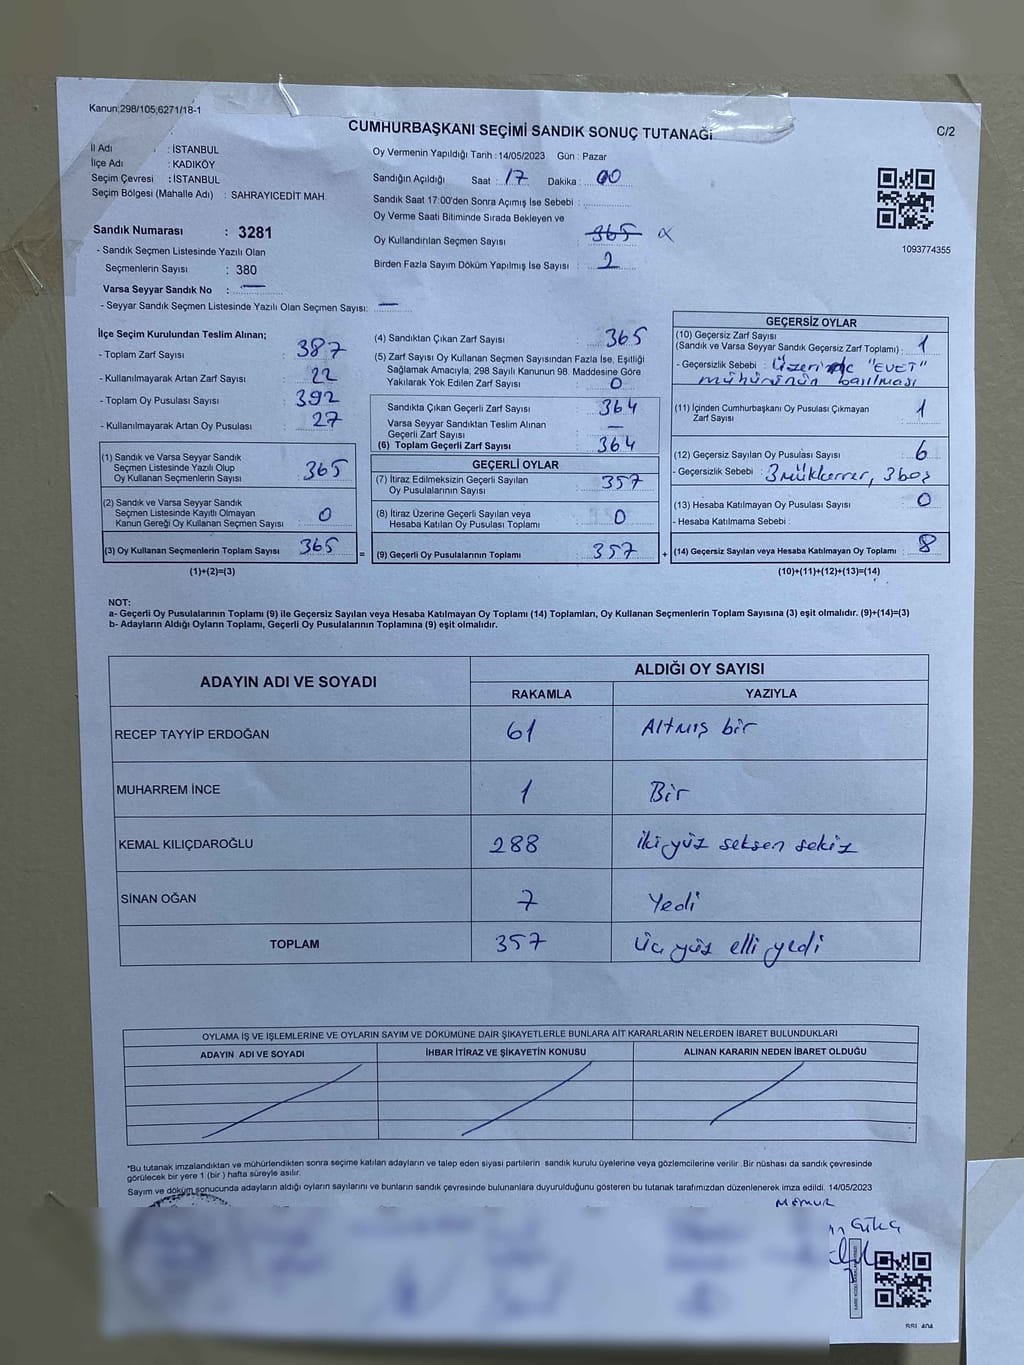 Kanun;298/105;6271/18-1
CUMHURBAŞKANI SEÇİMİ SANDIK SONUÇ TUTANAĞI
C/2
İl Adı : İSTANBUL
İlçe Adı : KADIKÖY
Seçim Çevresi : İSTANBUL
Seçim Bölgesi (Mahalle Adı) : SAHRAYICEDİT MAH.
Sandık Numarası : 3281
- Sandık Seçmen Listesinde Yazılı Olan
Seçmenlerin Sayısı : 380
Varsa Seyyar Sandık No : —
- Seyyar Sandık Seçmen Listesinde Yazılı Olan Seçmen Sayısı: —
Oy Vermenin Yapıldığı Tarih : 14/05/2023 Gün : Pazar
Sandığın Açıldığı Saat : 17 Dakika : 00
Sandık Saat 17:00'den Sonra Açımış İse Sebebi :
Oy Verme Saati Bitiminde Sırada Bekleyen ve
Oy Kullandırılan Seçmen Sayısı : 365
Birden Fazla Sayım Döküm Yapılmış İse Sayısı : 2
1093774355
İlçe Seçim Kurulundan Teslim Alınan;
- Toplam Zarf Sayısı : 387
- Kullanılmayarak Artan Zarf Sayısı : 22
- Toplam Oy Pusulası Sayısı : 392
- Kullanılmayarak Artan Oy Pusulası : 27
(1) Sandık ve Varsa Seyyar Sandık
Seçmen Listesinde Yazılı Olup
Oy Kullanan Seçmenlerin Sayısı : 365
(2) Sandık ve Varsa Seyyar Sandık
Seçmen Listesinde Kayıtlı Olmayan
Kanun Gereği Oy Kullanan Seçmen Sayısı : 0
(3) Oy Kullanan Seçmenlerin Toplam Sayısı : 365
(1)+(2)=(3)
(4) Sandıktan Çıkan Zarf Sayısı : 365
(5) Zarf Sayısı Oy Kullanan Seçmen Sayısından Fazla İse, Eşitliği
Sağlamak Amacıyla, 298 Sayılı Kanunun 98. Maddesine Göre
Yakılarak Yok Edilen Zarf Sayısı : 0
Sandıkta Çıkan Geçerli Zarf Sayısı : 364
Varsa Seyyar Sandıktan Teslim Alınan
Geçerli Zarf Sayısı : —
(6) Toplam Geçerli Zarf Sayısı : 364
GEÇERLİ OYLAR
(7) İtiraz Edilmeksizin Geçerli Sayılan
Oy Pusulalarının Sayısı : 357
(8) İtiraz Üzerine Geçerli Sayılan veya
Hesaba Katılan Oy Pusulası Toplamı : 0
= (9) Geçerli Oy Pusulalarının Toplamı : 357
GEÇERSİZ OYLAR
(10) Geçersiz Zarf Sayısı
(Sandık ve Varsa Seyyar Sandık Geçersiz Zarf Toplamı) : 1
- Geçersizlik Sebebi : Üzerinde "EVET"
mühürünün basılması
(11) İçinden Cumhurbaşkanı Oy Pusulası Çıkmayan
Zarf Sayısı : 1
(12) Geçersiz Sayılan Oy Pusulası Sayısı : 6
- Geçersizlik Sebebi : 3 mükkerrer, 3 boş
(13) Hesaba Katılmayan Oy Pusulası Sayısı : 0
- Hesaba Katılmama Sebebi :
+ (14) Geçersiz Sayılan veya Hesaba Katılmayan Oy Toplamı : 8
(10)+(11)+(12)+(13)=(14)
NOT:
a- Geçerli Oy Pusulalarının Toplamı (9) ile Geçersiz Sayılan veya Hesaba Katılmayan Oy Toplamı (14) Toplamları, Oy Kullanan Seçmenlerin Toplam Sayısına (3) eşit olmalıdır. (9)+(14)=(3)
b- Adayların Aldığı Oyların Toplamı, Geçerli Oy Pusulalarının Toplamına (9) eşit olmalıdır.
ADAYIN ADI VE SOYADI
ALDIĞI OY SAYISI
RAKAMLA YAZIYLA
RECEP TAYYİP ERDOĞAN 61 Altmış bir
MUHARREM İNCE 1 Bir
KEMAL KILIÇDAROĞLU 288 iki yüz seksen sekiz
SİNAN OĞAN 7 Yedi
TOPLAM 357 üç yüz elli yedi
OYLAMA İŞ VE İŞLEMLERİNE VE OYLARIN SAYIM VE DÖKÜMÜNE DAİR ŞİKAYETLERLE BUNLARA AİT KARARLARIN NELERDEN İBARET BULUNDUKLARI
ADAYIN ADI VE SOYADI İHBAR İTİRAZ VE ŞİKAYETİN KONUSU ALINAN KARARIN NEDEN İBARET OLDUĞU
*Bu tutanak imzalandıktan ve mühürlendikten sonra seçime katılan adayların ve talep eden siyasi partilerin sandık kurulu üyelerine veya gözlemcilerine verilir. Bir nüshası da sandık çevresinde
görülecek bir yere 1 (bir) hafta süreyle asılır.
Sayım ve döküm sonucunda adayların aldığı oyların sayılarını ve bunların sandık çevresinde bulunanlara duyurulduğunu gösteren bu tutanak tarafımızdan düzenlenerek imza edildi. 14/05/2023
MEMUR